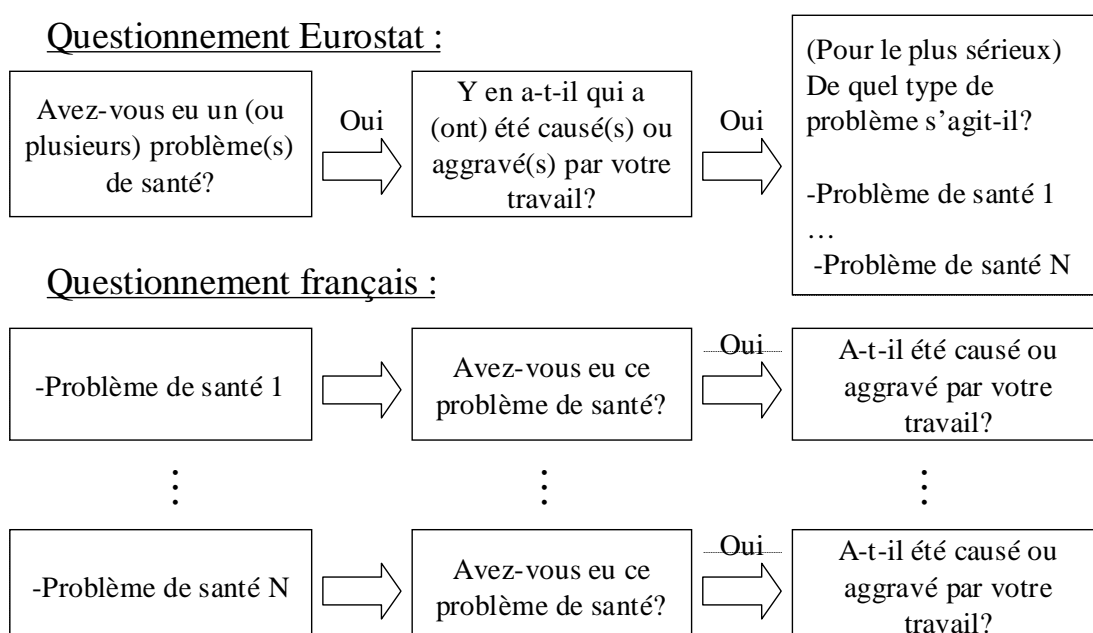 Questionnement Eurostat :
Avez-vous eu un (ou
plusieurs) problème(s)
de santé?
Oui
Y en a-t-il qui a
(ont) été causé(s) ou
aggravé(s) par votre
travail?
Oui
(Pour le plus sérieux)
De quel type de
problème s’agit-il?
-Problème de santé 1
…
-Problème de santé N
Questionnement français :
-Problème de santé 1
Avez-vous eu ce
problème de santé?
Oui
A-t-il été causé ou
aggravé par votre
travail?
⋮ ⋮ ⋮
-Problème de santé N
Avez-vous eu ce
problème de santé?
Oui
A-t-il été causé ou
aggravé par votre
travail?